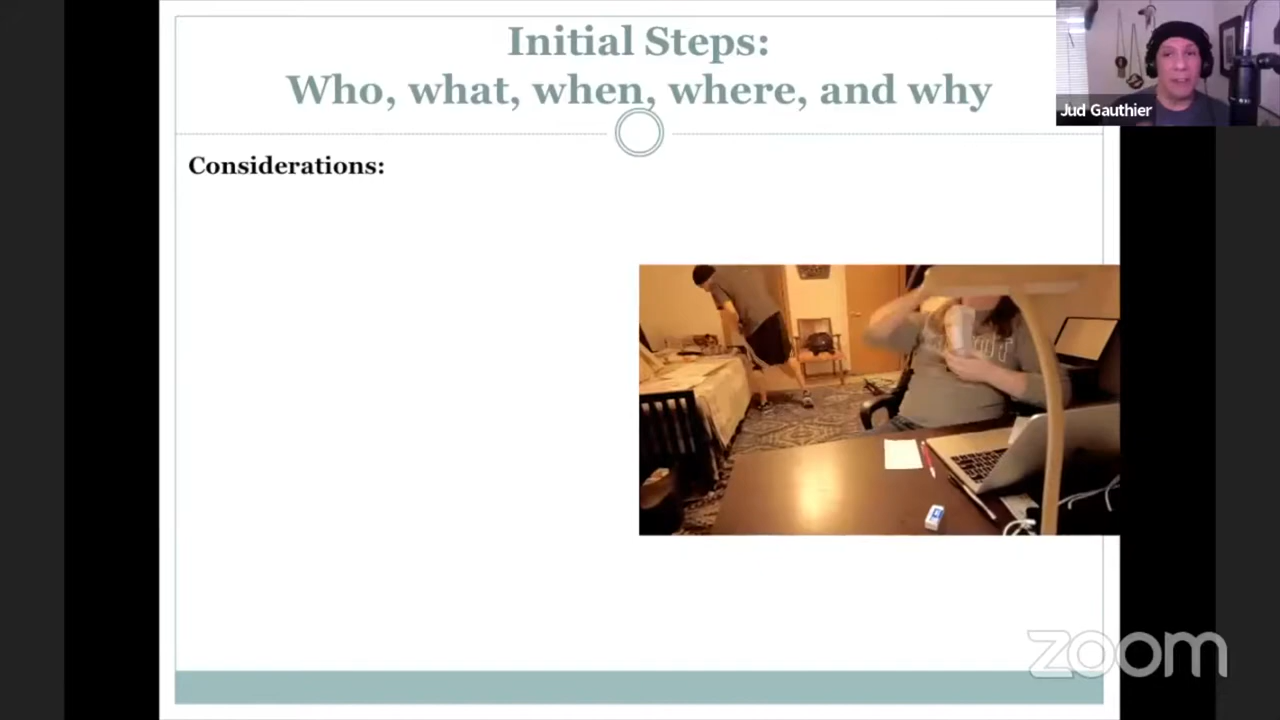 Initial Steps:
Who, what, when, where, and why
Jud Gauthier
Considerations:
zoom